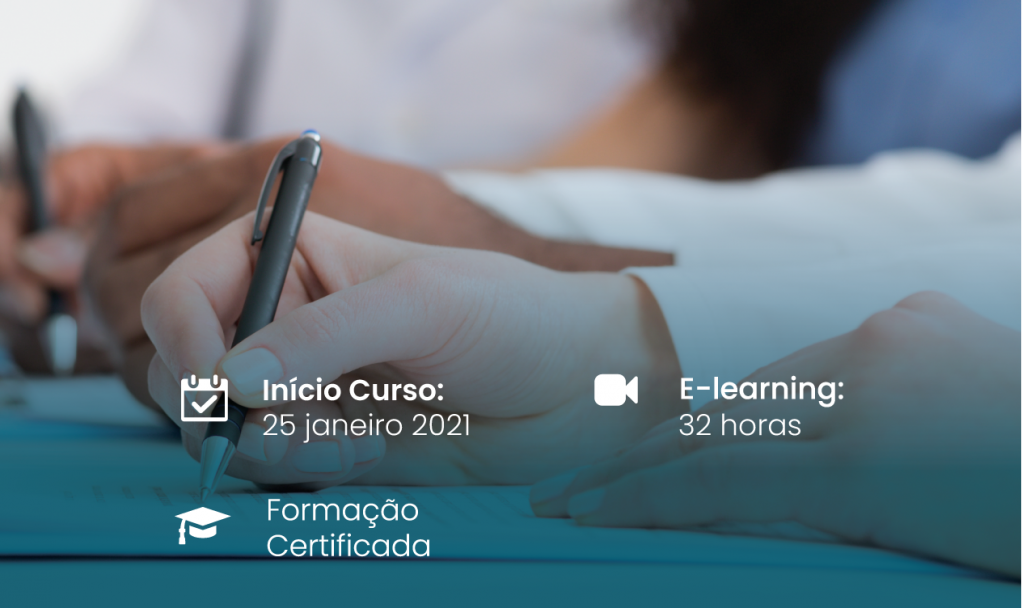 Início Curso:
25 janeiro 2021
E-learning:
32 horas
Formação
Certificada